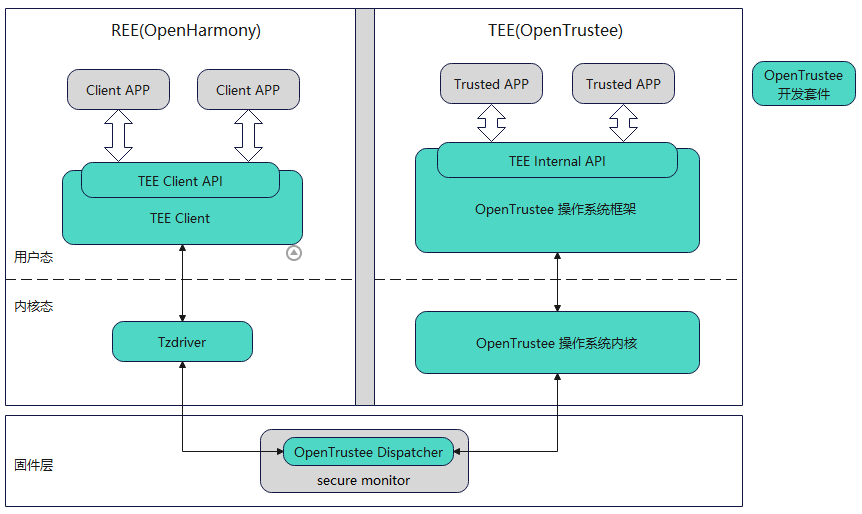 REE(OpenHarmony)
TEE(OpenTrustee)
Client APP
Client APP
Trusted APP
Trusted APP
OpenTrustee
开发套件
TEE Client API
TEE Client
TEE Internal API
OpenTrustee 操作系统框架
用户态
内核态
Tzdriver
OpenTrustee 操作系统内核
固件层
OpenTrustee Dispatcher
secure monitor